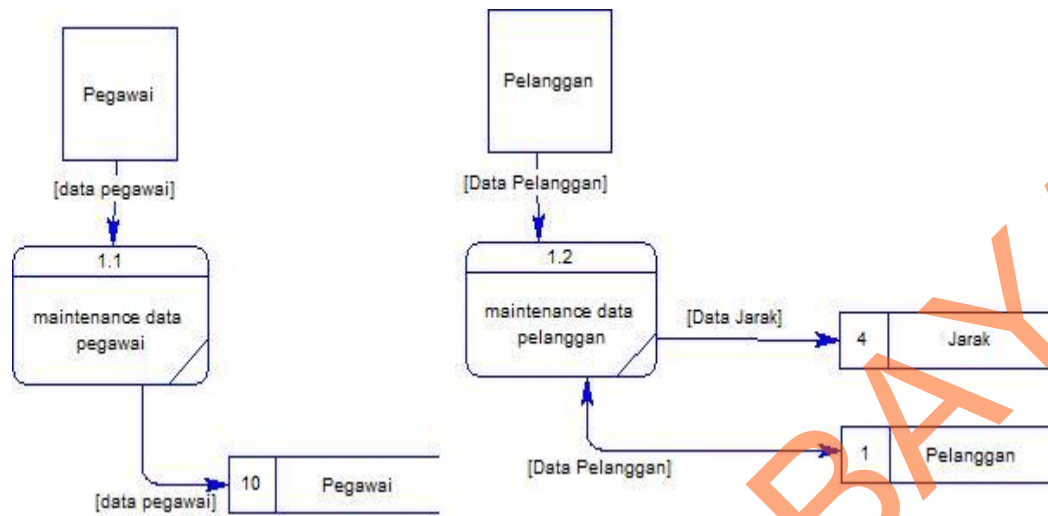 Pegawai
[data pegawai]
1.1
maintenance data
pegawai
10
Pegawai
[data pegawai]
Pelanggan
[Data Pelanggan]
1.2
maintenance data
pelanggan
[Data Jarak]
4
Jarak
1
Pelanggan
[Data Pelanggan]
BAY